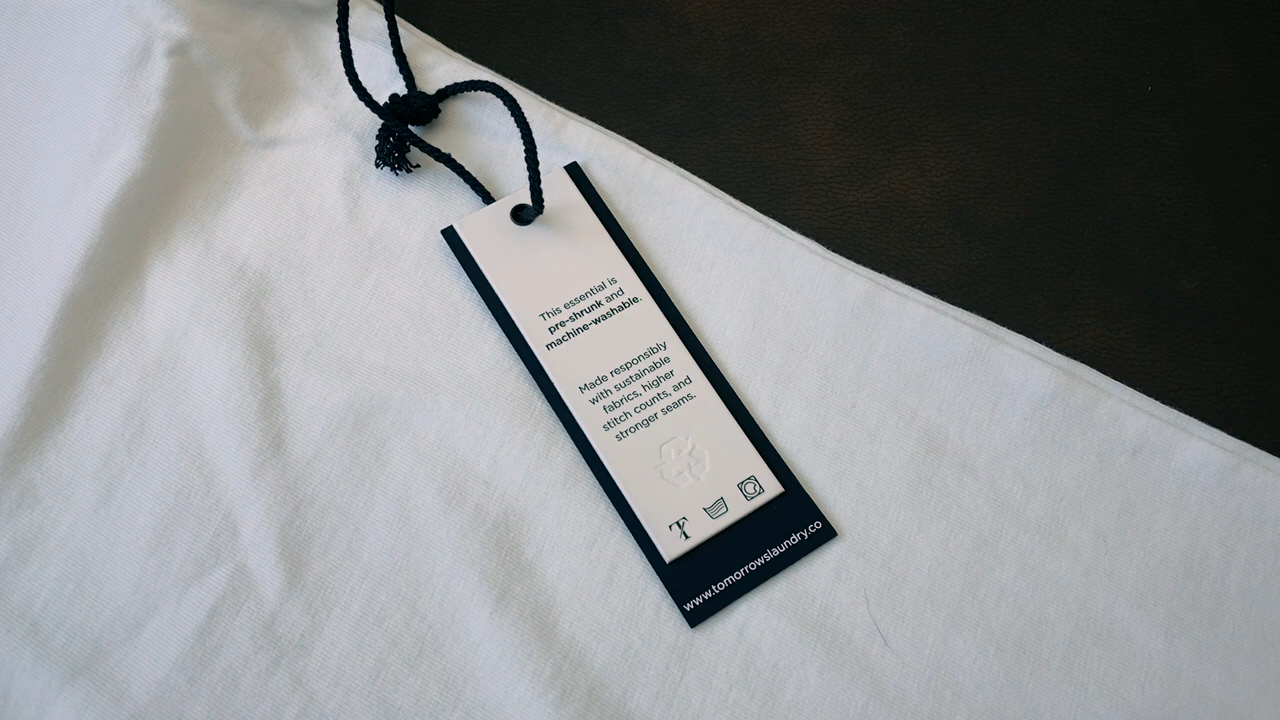 This essential is
pre-shrunk and
machine-washable.
Made responsibly
with sustainable
fabrics, higher
stitch counts, and
stronger seams.
www.tomorrowslaundry.co